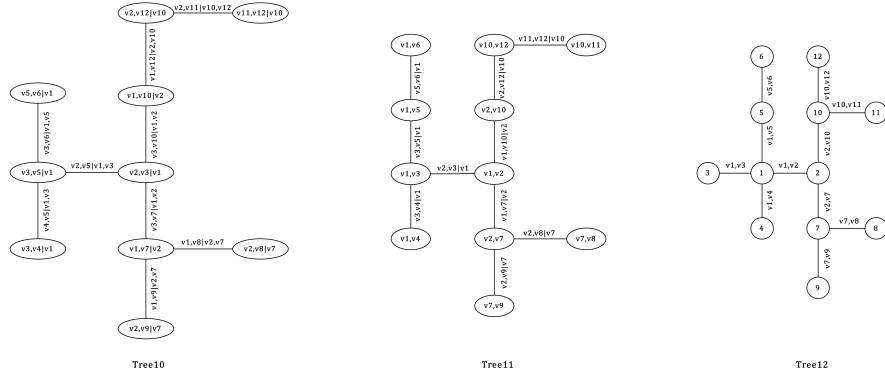 v2,v12|v10
v2,v11|v10,v12
v11,v12|v10
v1,v12|v2,v10
v5,v6|v1
v1,v10|v2
v3,v6|v1,v5
v3,v10|v1,v2
v3,v5|v1
v2,v5|v1,v3
v2,v3|v1
v4,v5|v1,v3
v3,v7|v1,v2
v3,v4|v1
v1,v7|v2
v1,v8|v2,v7
v2,v8|v7
v1,v9|v2,v7
v2,v9|v7
Tree10
v1,v6
v10,v12
v11,v12|v10
v10,v11
v5,v6|v1
v2,v12|v10
v1,v5
v2,v10
v3,v5|v1
v1,v10|v2
v1,v3
v2,v3|v1
v1,v2
v3,v4|v1
v1,v7|v2
v1,v4
v2,v7
v2,v8|v7
v7,v8
v2,v9|v7
v7,v9
Tree11
6
12
v5,v6
v10,v12
5
10
v10,v11
11
v1,v5
v2,v10
3
v1,v3
1
v1,v2
2
v1,v4
v2,v7
4
7
v7,v8
8
v7,v9
9
Tree12